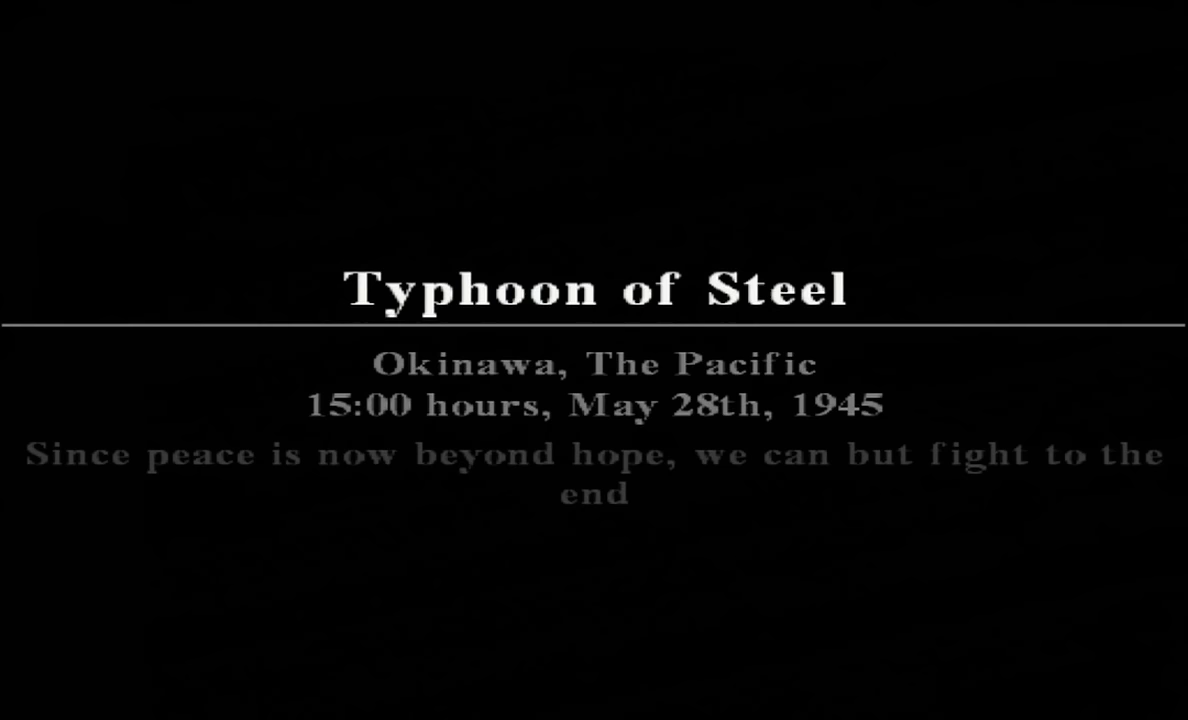 Typhoon of Steel
Okinawa, The Pacific
15:00 hours, May 28th, 1945
Since peace is now beyond hope, we can but fight to the
end